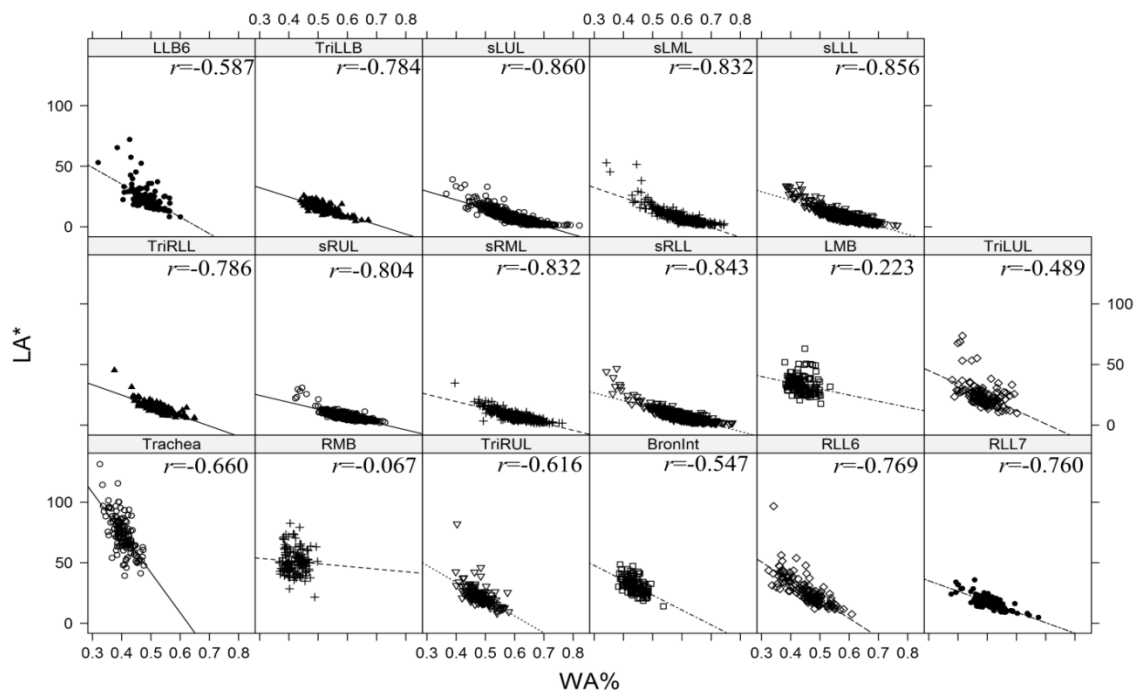 0.3 0.4 0.5 0.6 0.7 0.8 0.3 0.4 0.5 0.6 0.7 0.8
LLB6 TriLLB sLUL sLML sLLL
r=-0.587 r=-0.784 r=-0.860 r=-0.832 r=-0.856
100
50
0
TriRLL sRUL sRML sRLL LMB TriLUL
r=-0.786 r=-0.804 r=-0.832 r=-0.843 r=-0.223 r=-0.489
100
50
0
LA*
Trachea RMB TriRUL BronInt RLL6 RLL7
r=-0.660 r=-0.067 r=-0.616 r=-0.547 r=-0.769 r=-0.760
100
50
0
0.3 0.4 0.5 0.6 0.7 0.8 0.3 0.4 0.5 0.6 0.7 0.8 0.3 0.4 0.5 0.6 0.7 0.8
WA%